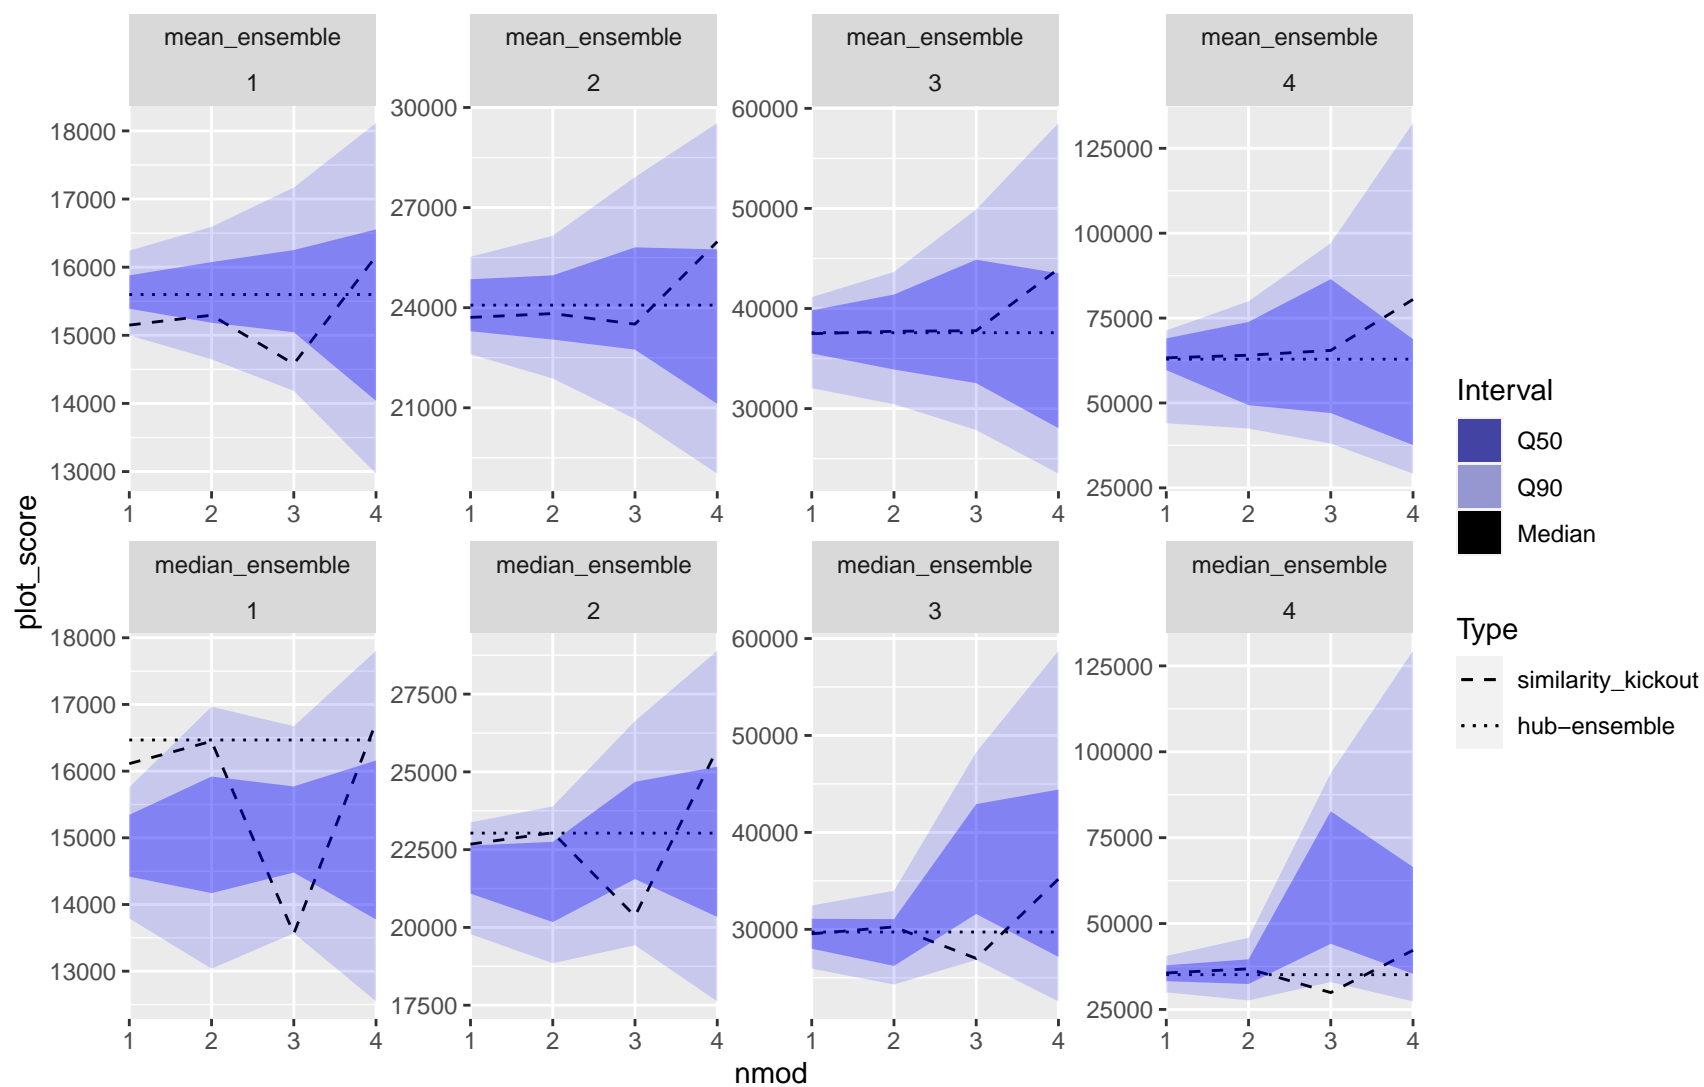 mean_ensemble
1
mean_ensemble
2
mean_ensemble
3
mean_ensemble
4
18000
17000
16000
15000
14000
13000
1 2 3 4
30000
27000
24000
21000
1 2 3 4
60000
50000
40000
30000
1 2 3 4
125000
100000
75000
50000
25000
1 2 3 4
plot_score
median_ensemble
1
median_ensemble
2
median_ensemble
3
median_ensemble
4
18000
17000
16000
15000
14000
13000
1 2 3 4
27500
25000
22500
20000
17500
1 2 3 4
60000
50000
40000
30000
1 2 3 4
125000
100000
75000
50000
25000
1 2 3 4
nmod
Interval
Q50
Q90
Median
Type
similarity_kickout
hub−ensemble